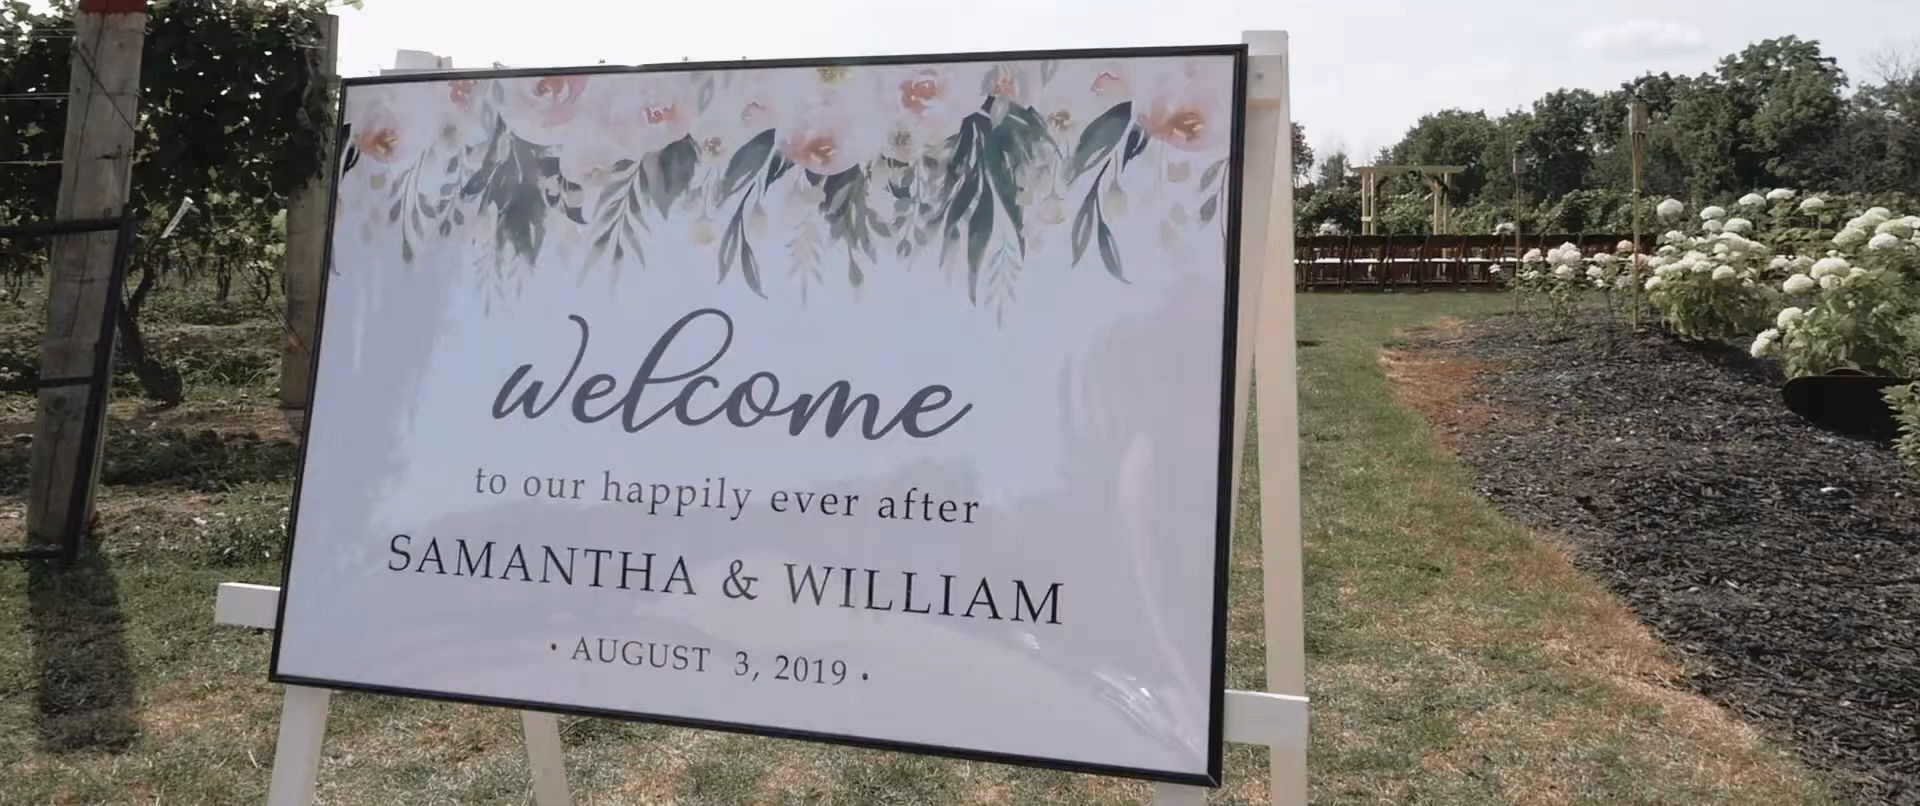 welcome
to our happily ever after
SAMANTHA & WILLIAM
· AUGUST 3, 2019 ·